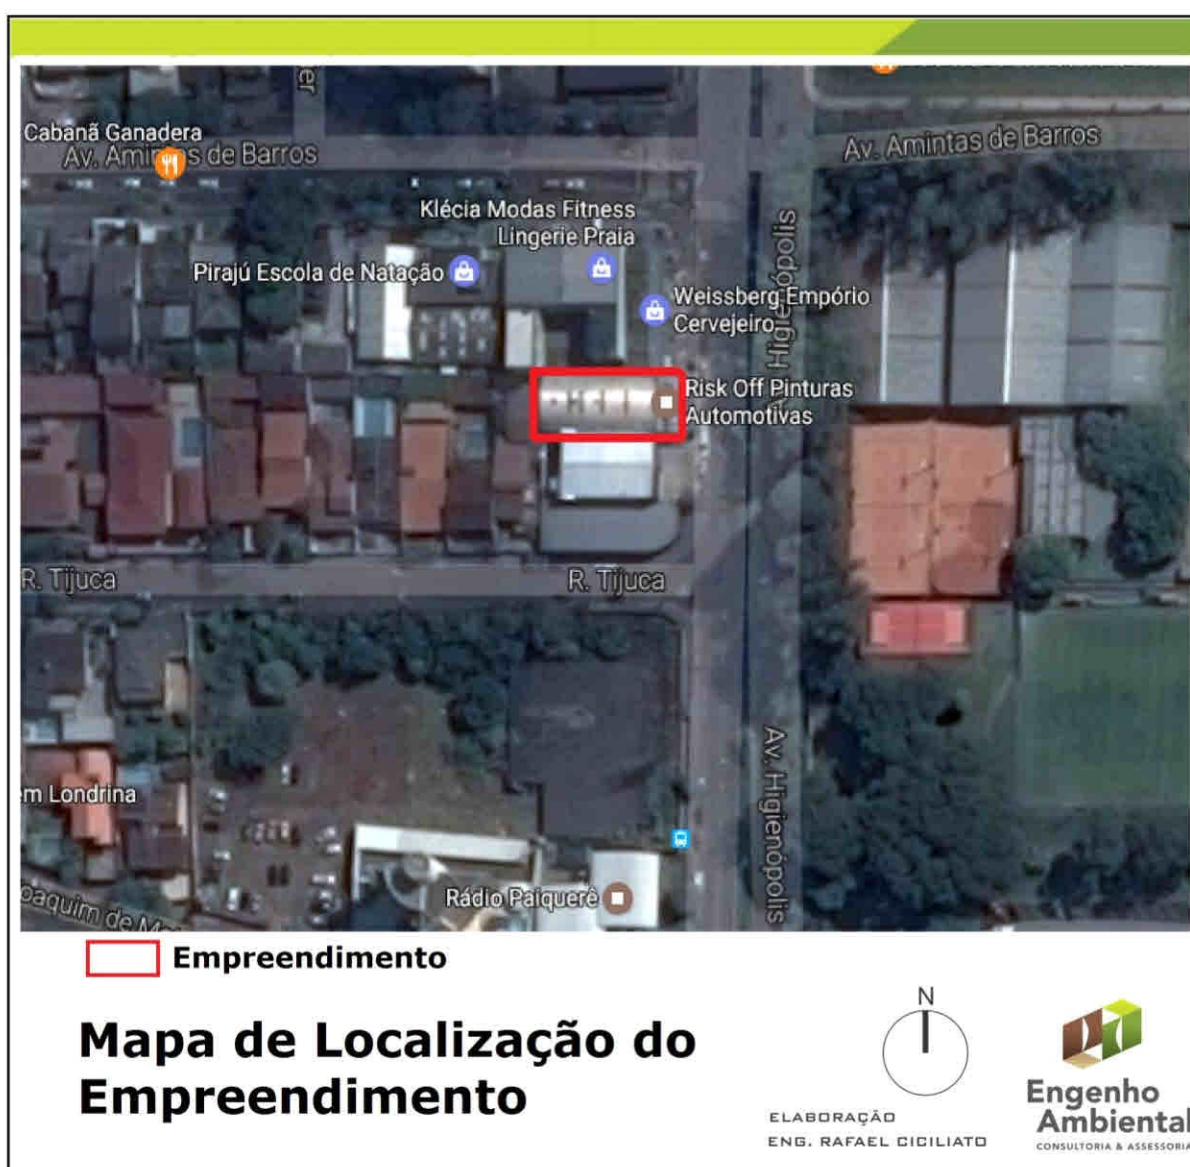 Cabanã Ganadera
Av. Amintas de Barros
Av. Amintas de Barros
Klécia Modas Fitness
Lingerie Praia
Pirajú Escola de Natação
Av. Higienópolis
Weissberg Empório
Cervejeiro
Risk Off Pinturas
Automotivas
R. Tijuca
R. Tijuca
Av. Higienópolis
em Londrina
Rádio Paiquerê
Empreendimento
Mapa de Localização do
Empreendimento
N
ELABORAÇÃO
ENG. RAFAEL CICILIATO
Engenho
Ambiental
CONSULTORIA & ASSESSORIA